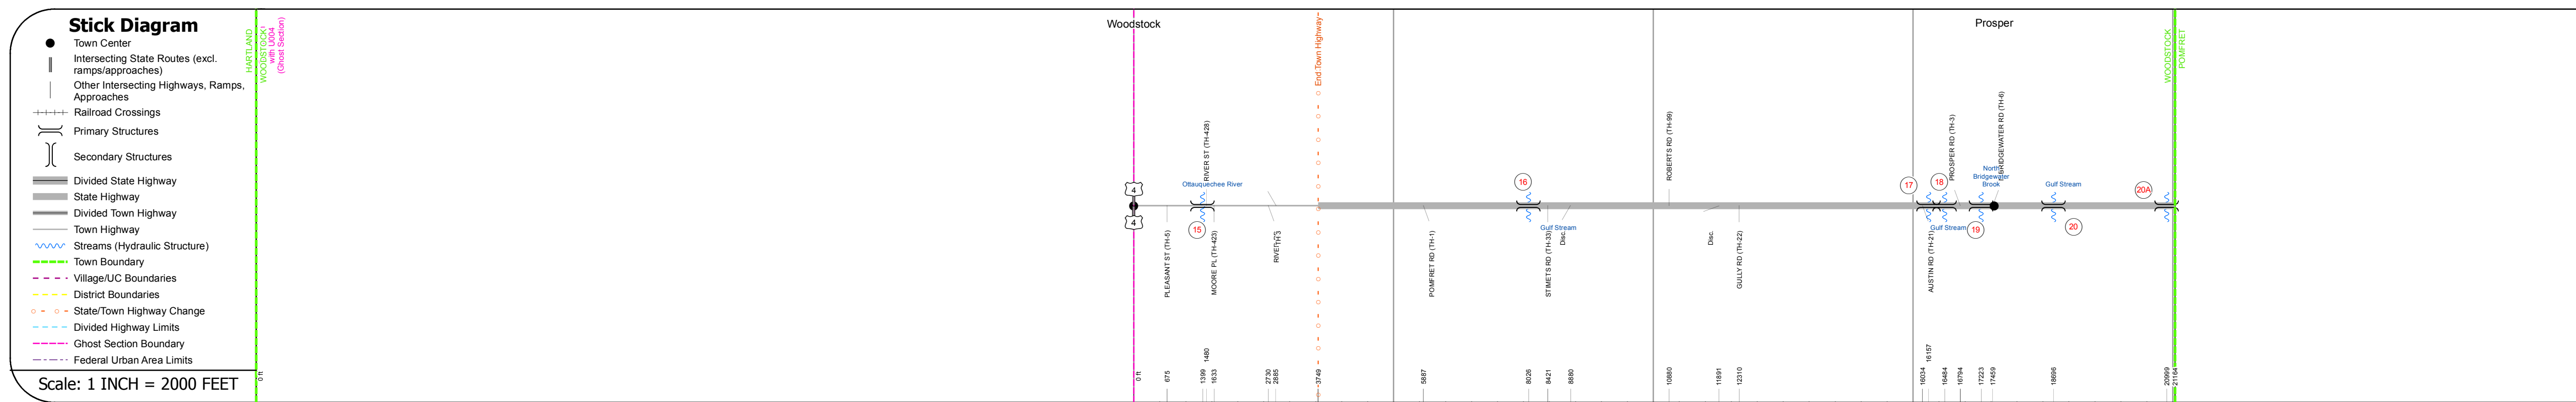 Stick Diagram
Town Center
Intersecting State Routes (excl.
ramps/approaches)
Other Intersecting Highways, Ramps,
Approaches
Railroad Crossings
Primary Structures
Secondary Structures
Divided State Highway
State Highway
Divided Town Highway
Town Highway
Streams (Hydraulic Structure)
Town Boundary
Village/UC Boundaries
District Boundaries
State/Town Highway Change
Divided Highway Limits
Ghost Section Boundary
Federal Urban Area Limits
Scale: 1 INCH = 2000 FEET
HARTLAND
WOODSTOCK
with U004
(Ghost Section)
0 ft
Woodstock
4
4
0 ft
PLEASANT ST (TH-5)
675
Ottauquechee River
15
1399
RIVER ST (TH-428)
1480
MOORE PL (TH-423)
1633
2730
TH-3
2885
End Town Highway
3749
POMFRET RD (TH-1)
5887
16
8026
Gulf Stream
STIMETS RD (TH-33)
8421
Disc.
8880
ROBERTS RD (TH-99)
10880
Disc.
11891
GULLY RD (TH-22)
12310
17
16034
AUSTIN RD (TH-21)
16157
18
Gulf Stream
16484
PROSPER RD (TH-3)
16794
North
Bridgewater
Brook
19
17223
Prosper
BRIDGEWATER RD (TH-6)
17459
Gulf Stream
20
18696
20A
20999
WOODSTOCK
POMFRET
21164